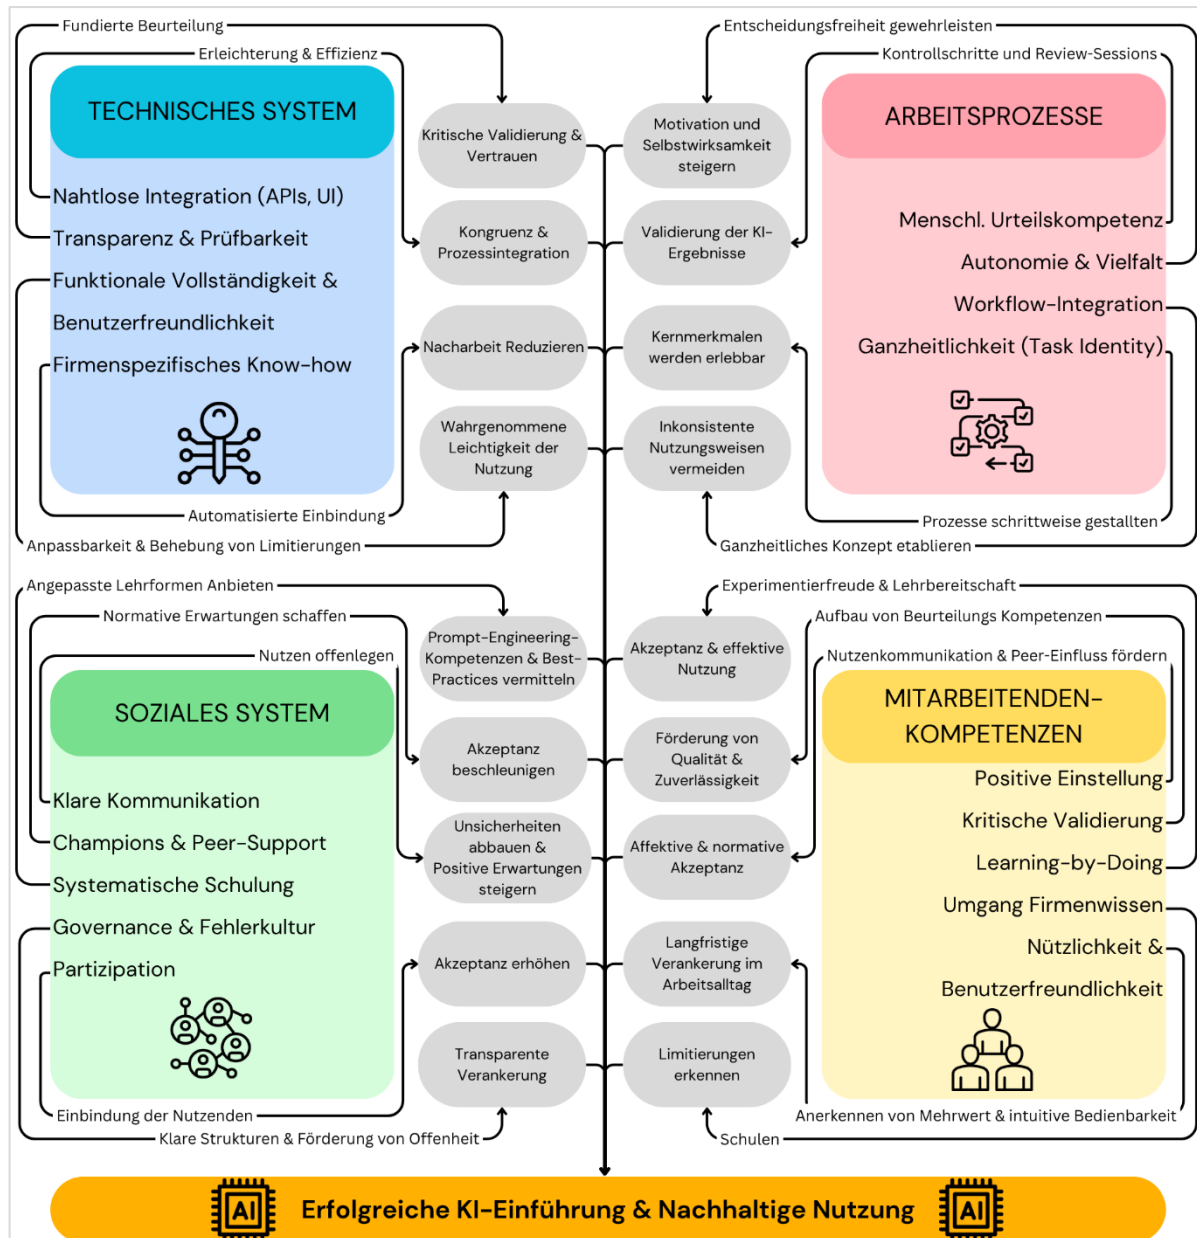 Fundierte Beurteilung
Erleichterung & Effizienz
TECHNISCHES SYSTEM
Nahtlose Integration (APIs, UI)
Transparenz & Prüfbarkeit
Funktionale Vollständigkeit &
Benutzerfreundlichkeit
Firmenspezifisches Know-how
Automatisierte Einbindung
Anpassbarkeit & Behebung von Limitierungen
Kritische Validierung &
Vertrauen
Kongruenz &
Prozessintegration
Nacharbeit Reduzieren
Wahrgenommene
Leichtigkeit der
Nutzung
Entscheidungsfreiheit gewehrleisten
Kontrollschritte und Review-Sessions
Motivation und
Selbstwirksamkeit
steigern
Validierung der KI-
Ergebnisse
Kernmerkmalen
werden erlebbar
Inkonsistente
Nutzungsweisen
vermeiden
ARBEITSPROZESSE
Menschl. Urteilskompetenz
Autonomie & Vielfalt
Workflow-Integration
Ganzheitlichkeit (Task Identity)
Prozesse schrittweise gestallten
Ganzheitliches Konzept etablieren
Angepasste Lehrformen Anbieten
Normative Erwartungen schaffen
Nutzen offenlegen
SOZIALES SYSTEM
Klare Kommunikation
Champions & Peer-Support
Systematische Schulung
Governance & Fehlerkultur
Partizipation
Einbindung der Nutzenden
Klare Strukturen & Förderung von Offenheit
Prompt-Engineering-
Kompetenzen & Best-
Practices vermitteln
Akzeptanz
beschleunigen
Unsicherheiten
abbauen &
Positive Erwartungen
steigern
Akzeptanz erhöhen
Transparente
Verankerung
Experimentierfreude & Lehrbereitschaft
Aufbau von Beurteilungs Kompetenzen
Nutzenkommunikation & Peer-Einfluss fördern
Akzeptanz & effektive
Nutzung
Förderung von
Qualität &
Zuverlässigkeit
Affektive & normative
Akzeptanz
Langfristige
Verankerung im
Arbeitsalltag
Limitierungen
erkennen
MITARBEITENDEN-
KOMPETENZEN
Positive Einstellung
Kritische Validierung
Learning-by-Doing
Umgang Firmenwissen
Nützlichkeit &
Benutzerfreundlichkeit
Anerkennen von Mehrwert & intuitive Bedienbarkeit
Schulen
AI
Erfolgreiche KI-Einführung & Nachhaltige Nutzung
AI